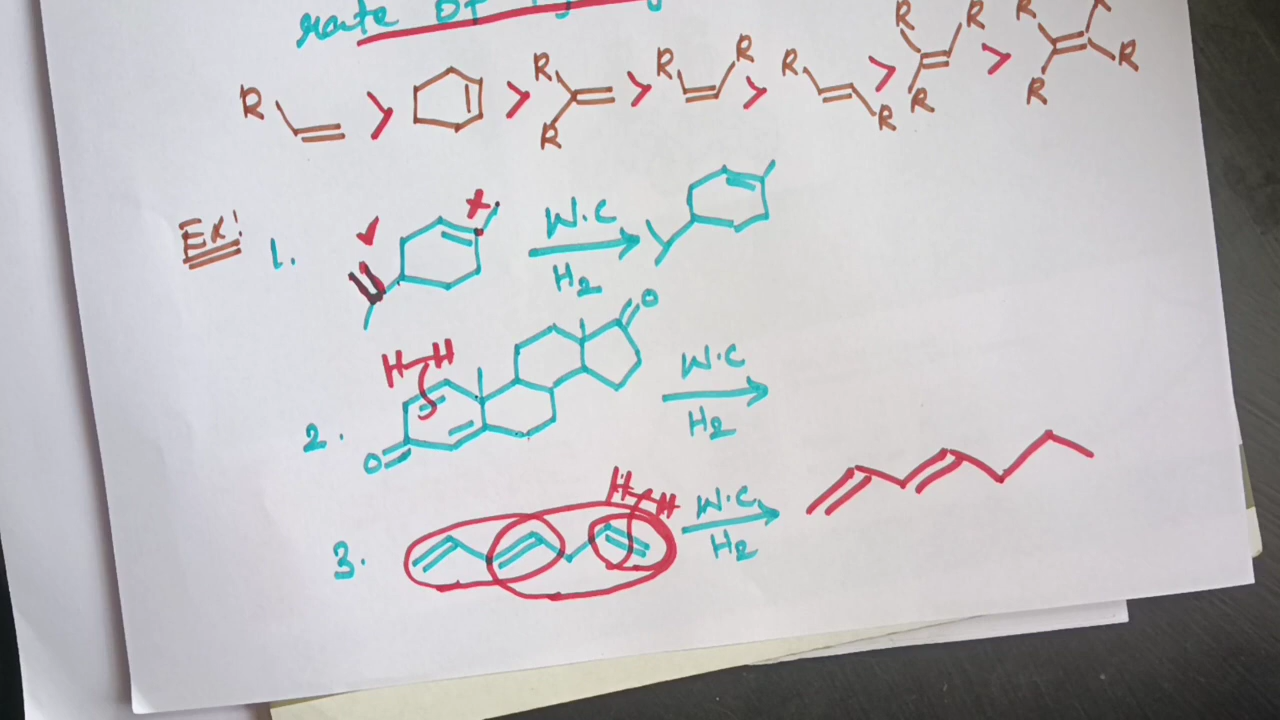 rate of
R > > R R > R R > R R > R R R > R R R R
Ex: 1. W.C H2
H-H O O
2. W.C H2
H-H
3. W.C H2